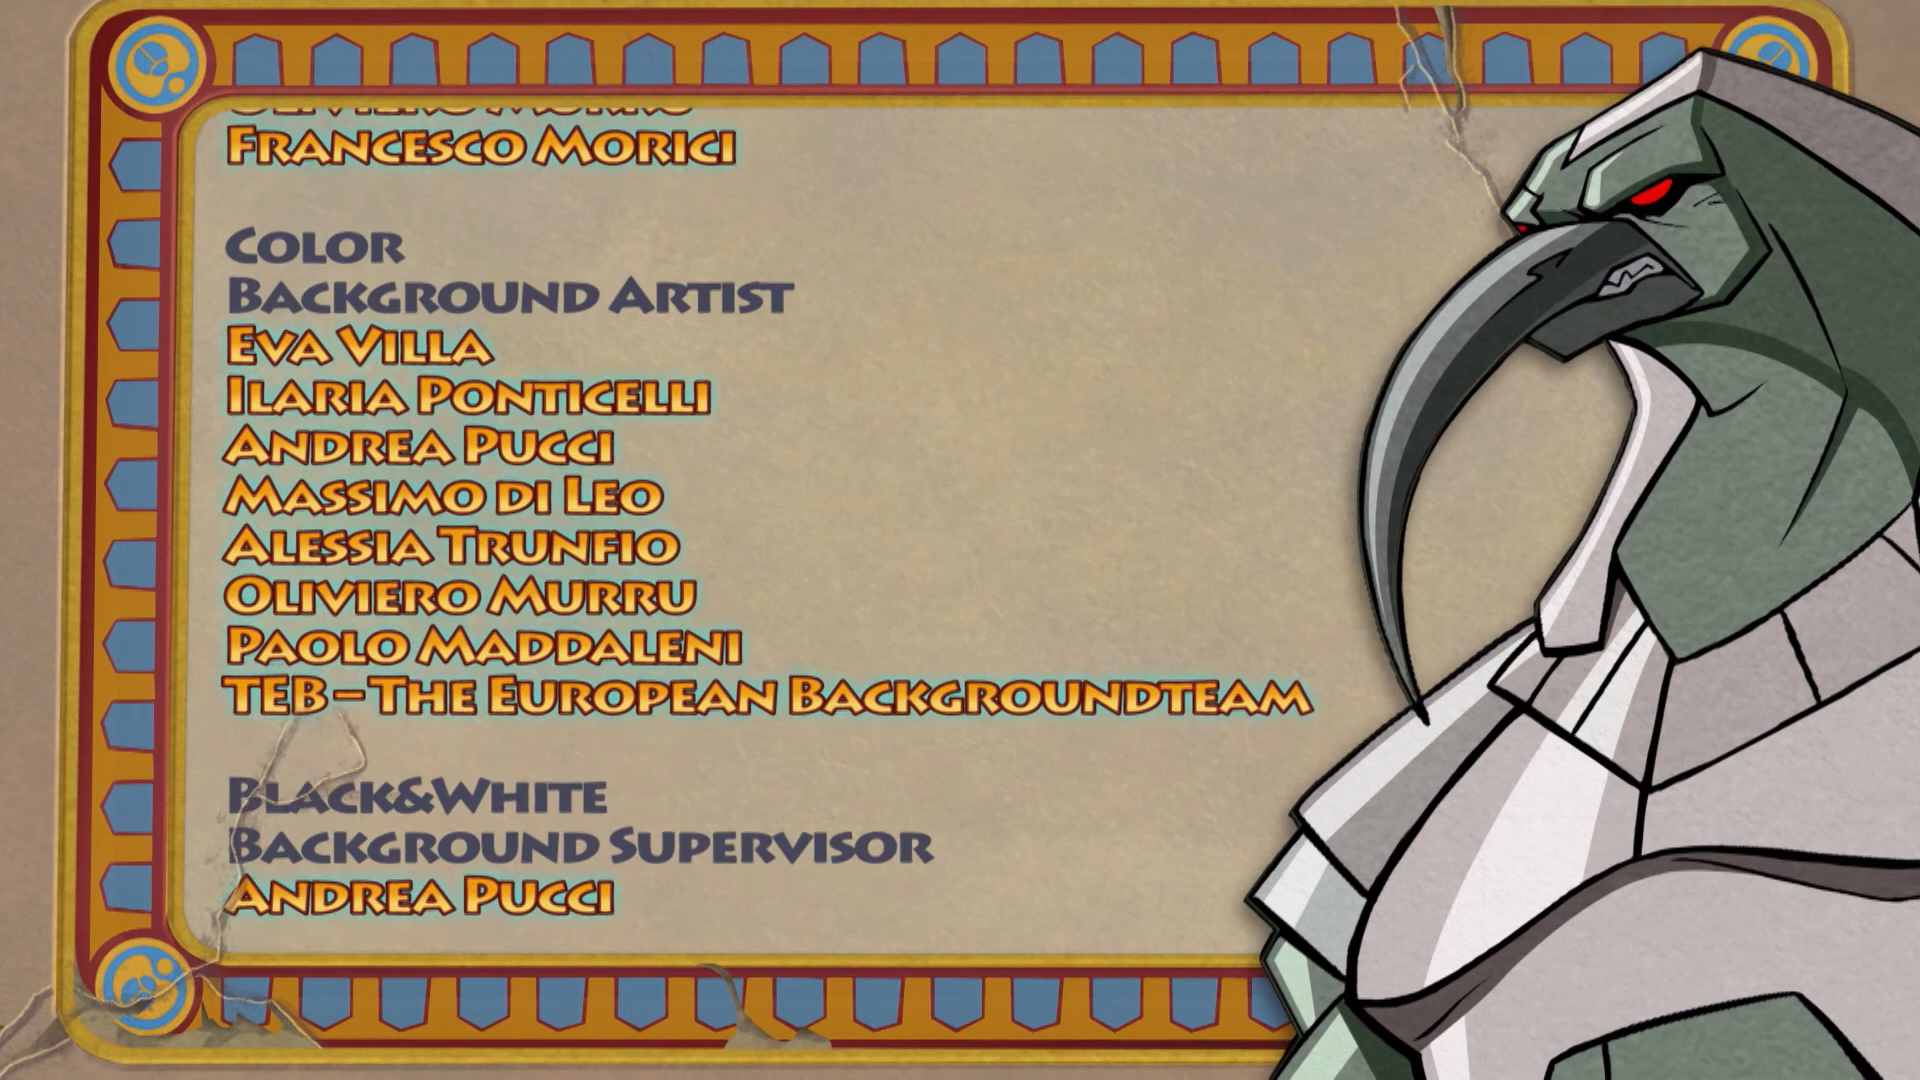 Francesco Morici
Color
Background Artist
Eva Villa
Ilaria Ponticelli
Andrea Pucci
Massimo di Leo
Alessia Trunfio
Oliviero Murru
Paolo Maddaleni
TEB – The European Backgroundteam
Black&White
Background Supervisor
Andrea Pucci